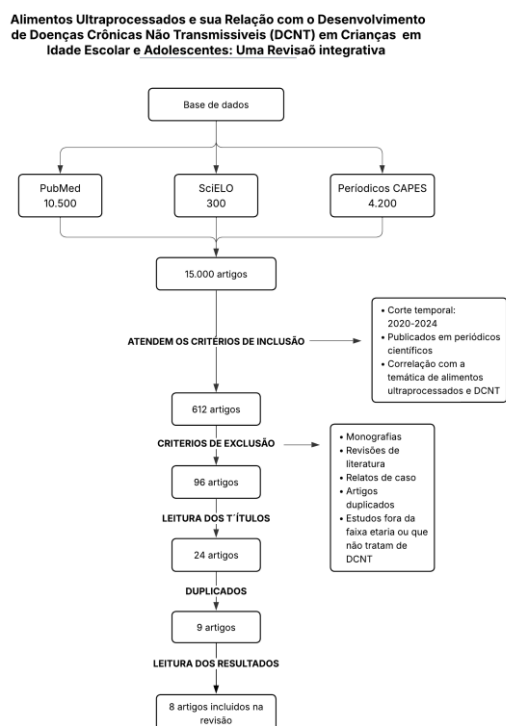 Alimentos Ultraprocessados e sua Relação com o Desenvolvimento
de Doenças Crônicas Não Transmissiveis (DCNT) em Crianças em
Idade Escolar e Adolescentes: Uma Revisaõ integrativa
Base de dados
PubMed
10.500
SciELO
300
Períodicos CAPES
4.200
15.000 artigos
ATENDEM OS CRITÉRIOS DE INCLUSÃO
• Corte temporal:
2020-2024
• Publicados em periódicos
científicos
• Correlação com a
temática de alimentos
ultraprocessados e DCNT
612 artigos
CRITERIOS DE EXCLUSÃO
• Monografias
• Revisões de
literatura
• Relatos de caso
• Artigos
duplicados
• Estudos fora da
faixa etaria ou que
não tratam de
DCNT
96 artigos
LEITURA DOS T´ÍTULOS
24 artigos
DUPLICADOS
9 artigos
LEITURA DOS RESULTADOS
8 artigos incluidos na
revisão